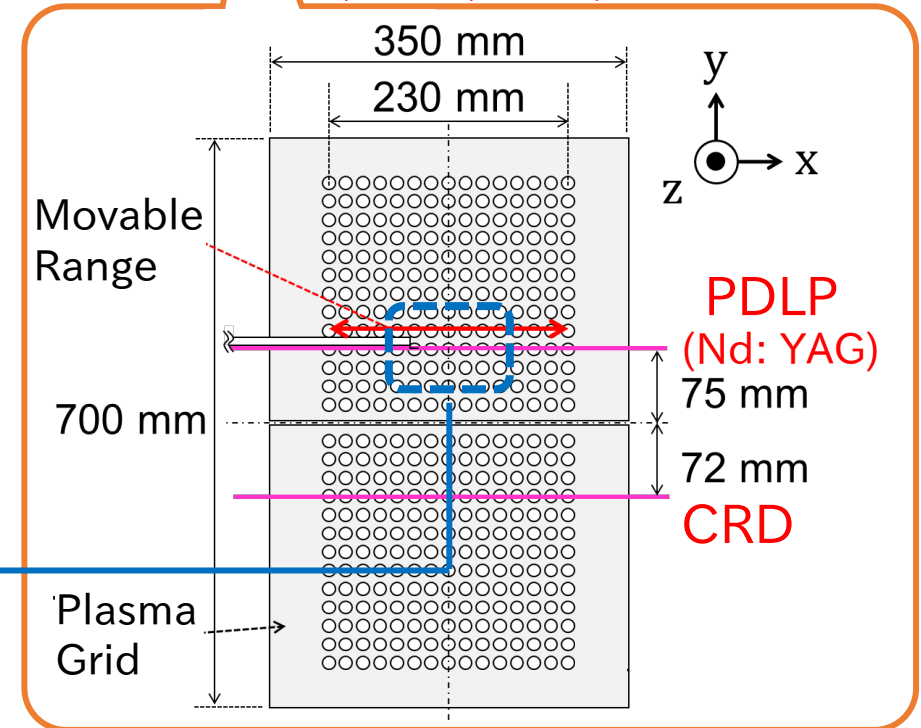 350 mm
230 mm
y
x
z
Movable
Range
PDLP
(Nd: YAG)
75 mm
700 mm
72 mm
CRD
Plasma
Grid